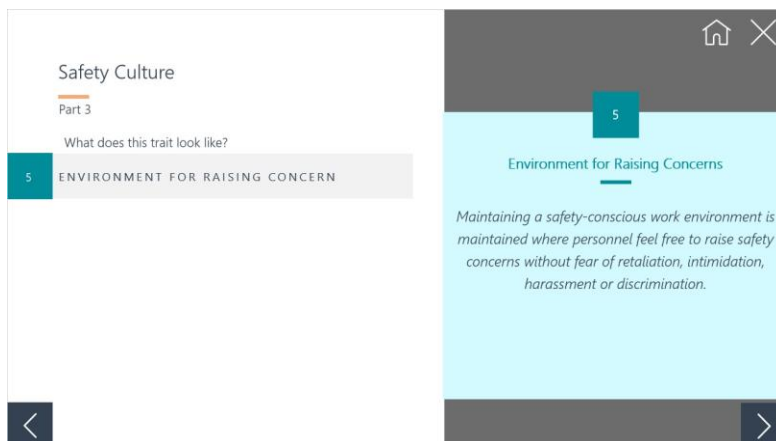 Safety Culture
Part 3
What does this trait look like?
5 ENVIRONMENT FOR RAISING CONCERN
5
Environment for Raising Concerns
Maintaining a safety-conscious work environment is
maintained where personnel feel free to raise safety
concerns without fear of retaliation, intimidation,
harassment or discrimination.